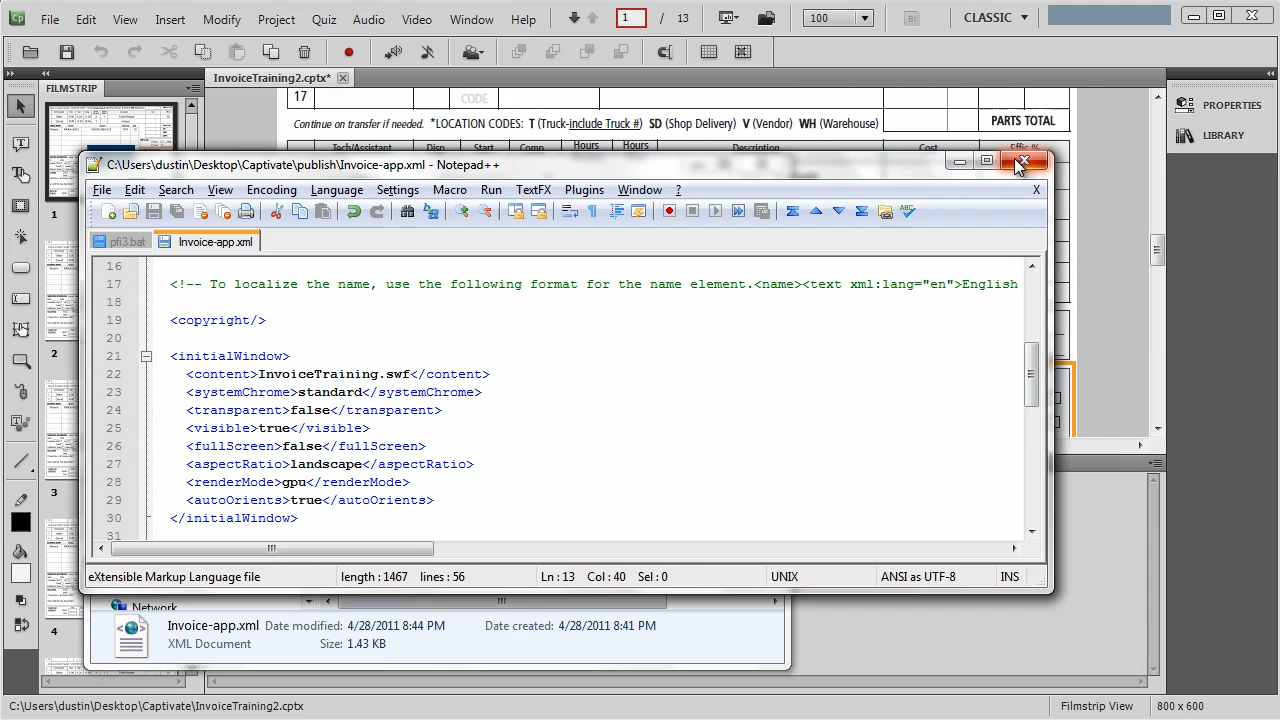 Cp File Edit View Insert Modify Project Quiz Audio Video Window Help 1 / 13 100 Br CLASSIC
InvoiceTraining2.cptx*
FILMSTRIP
17 CODE
Continue on transfer if needed. *LOCATION CODES: T (Truck-include Truck #) SD (Shop Delivery) V (Vendor) WH (Warehouse) PARTS TOTAL
Tech/Assistant Disp. Start Comp. Hours Hours Description Cost Effic %
PROPERTIES
LIBRARY
C:\Users\dustin\Desktop\Captivate\publish\Invoice-app.xml - Notepad++
File Edit Search View Encoding Language Settings Macro Run TextFX Plugins Window ? X
pfi3.bat Invoice-app.xml
16
17 <!-- To localize the name, use the following format for the name element.<name><text xml:lang="en">English
18
19 <copyright/>
20
21 <initialWindow>
22 <content>InvoiceTraining.swf</content>
23 <systemChrome>standard</systemChrome>
24 <transparent>false</transparent>
25 <visible>true</visible>
26 <fullScreen>false</fullScreen>
27 <aspectRatio>landscape</aspectRatio>
28 <renderMode>gpu</renderMode>
29 <autoOrients>true</autoOrients>
30 </initialWindow>
31
eXtensible Markup Language file length : 1467 lines : 56 Ln : 13 Col : 40 Sel : 0 UNIX ANSI as UTF-8 INS
1
2
3
4
Network
Invoice-app.xml Date modified: 4/28/2011 8:44 PM Date created: 4/28/2011 8:41 PM
XML Document Size: 1.43 KB
C:\Users\dustin\Desktop\Captivate\InvoiceTraining2.cptx Filmstrip View 800 x 600